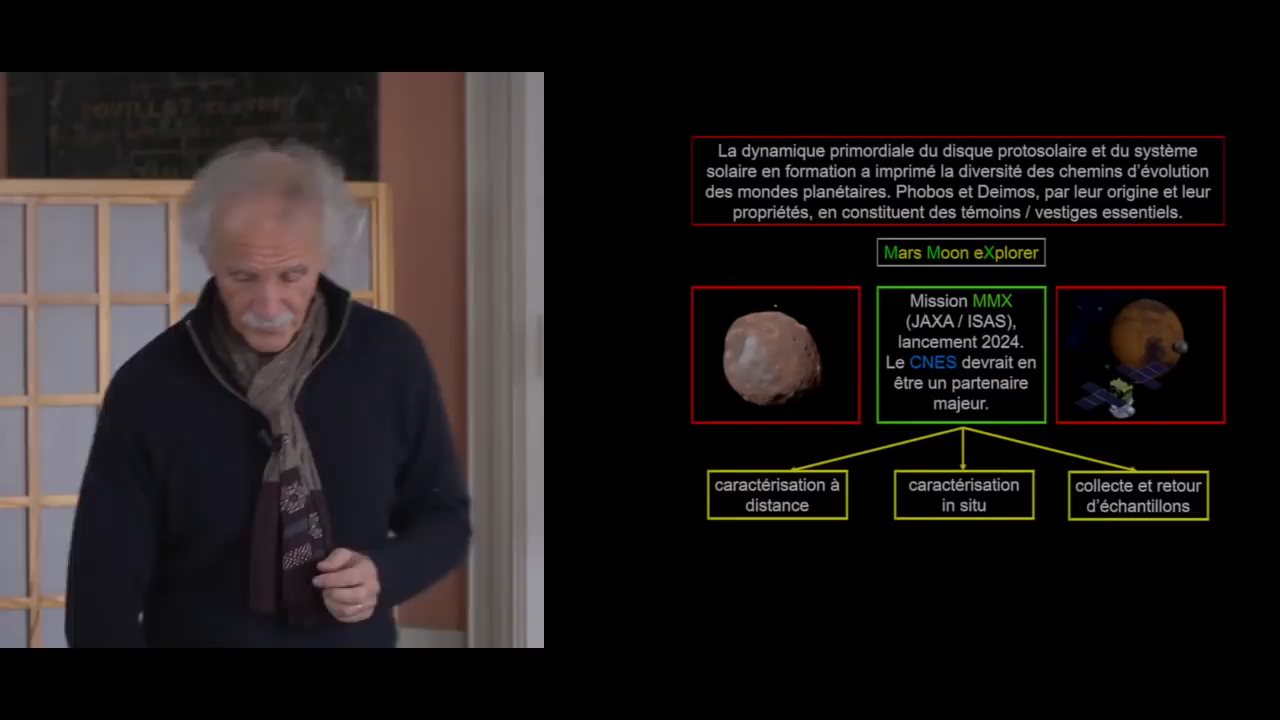 La dynamique primordiale du disque protosolaire et du système
solaire en formation a imprimé la diversité des chemins d'évolution
des mondes planétaires. Phobos et Deimos, par leur origine et leur
propriétés, en constituent des témoins / vestiges essentiels.
Mars Moon eXplorer
Mission MMX
(JAXA / ISAS),
lancement 2024.
Le CNES devrait en
être un partenaire
majeur.
caractérisation à
distance
caractérisation
in situ
collecte et retour
d'échantillons